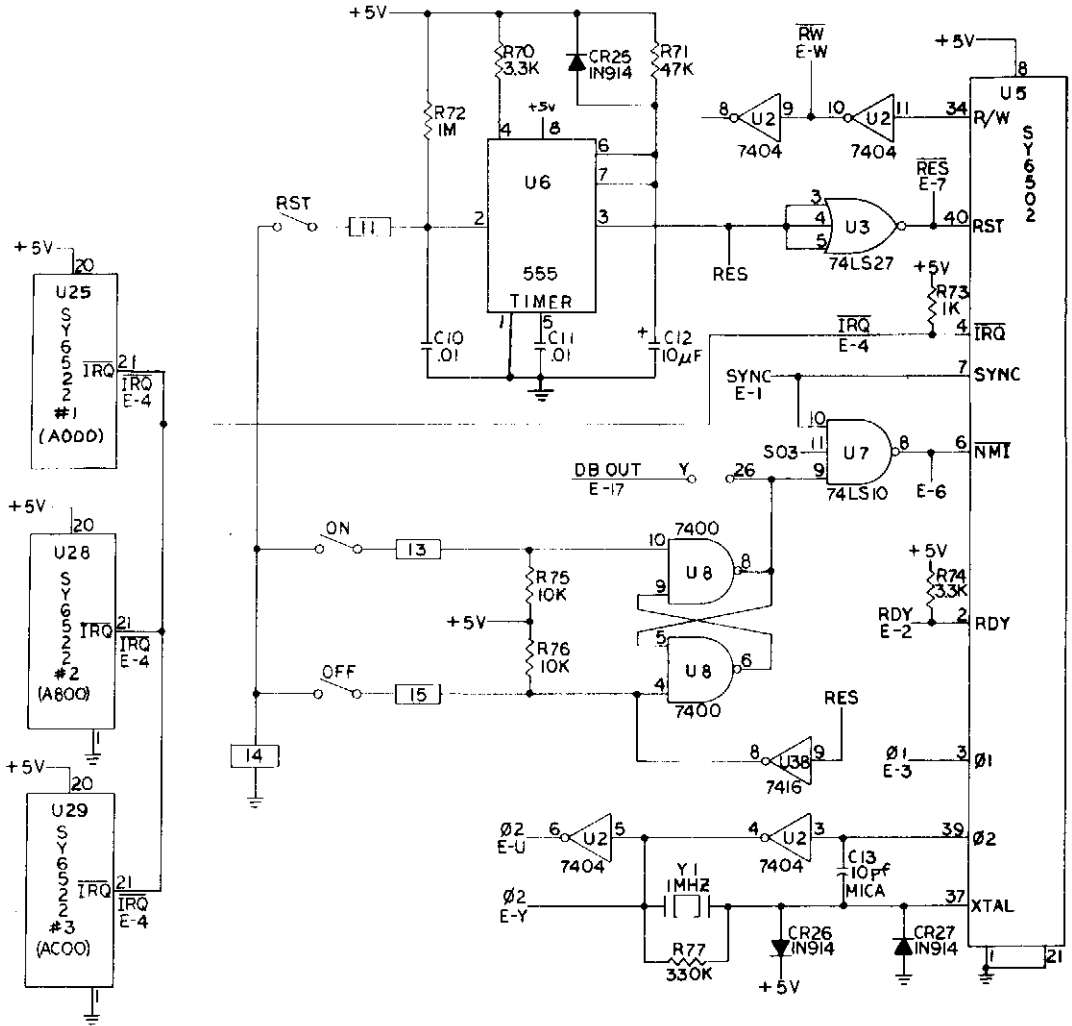 +5V
R70
3.3K
CR25
IN914
R71
47K
R72
1M
+5V
4
8
6
7
U6
2
3
555
TIMER
1
5
C10
.01
C11
.01
+
C12
10µF
RST
11
RES
RW
E-W
8
U2
9
7404
10
U2
11
7404
34
R/W
+5V
8
U5
SY6502
3
4
5
U3
74LS27
RES
E-7
40
RST
+5V
R73
1K
IRQ
E-4
4
IRQ
SYNC
E-1
7
SYNC
10
11
9
SO3
U7
74LS10
8
E-6
6
NMI
DB OUT
E-17
Y
26
+5V
20
U25
SY6522
#1
(A000)
IRQ
21
IRQ
E-4
+5V
20
U28
SY6522
#2
(A800)
IRQ
21
IRQ
E-4
1
+5V
20
U29
SY6522
#3
(AC00)
IRQ
21
IRQ
E-4
1
ON
13
R75
10K
+5V
R76
10K
OFF
15
14
7400
10
9
U8
8
5
4
U8
6
7400
+5V
R74
3.3K
RDY
E-2
2
RDY
RES
8
U38
9
7416
Ø1
E-3
3
Ø1
Ø2
E-U
6
U2
5
7404
4
U2
3
7404
39
Ø2
C13
10pf
MICA
Y1
1MHZ
Ø2
E-Y
R77
330K
CR26
IN914
+5V
CR27
IN914
37
XTAL
1
21